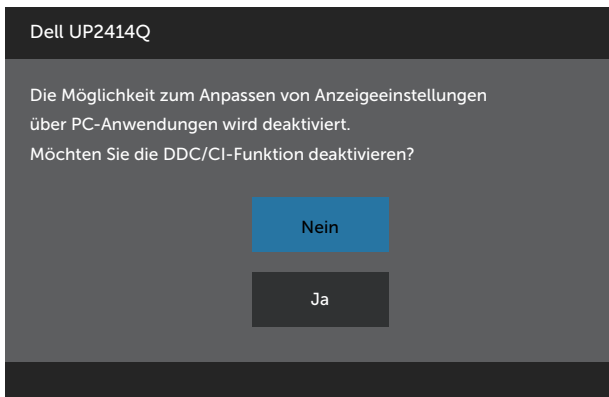 Dell UP2414Q
Die Möglichkeit zum Anpassen von Anzeigeeinstellungen
über PC-Anwendungen wird deaktiviert.
Möchten Sie die DDC/CI-Funktion deaktivieren?
Nein
Ja